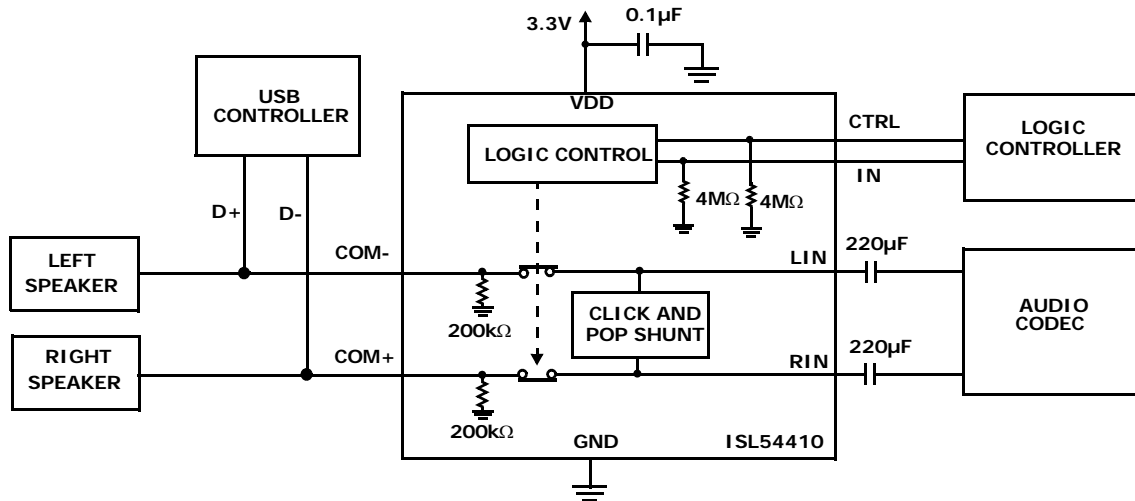 3.3V
0.1µF
USB
CONTROLLER
VDD
LOGIC CONTROL
CTRL
IN
LOGIC
CONTROLLER
4MΩ
4MΩ
D+
D-
COM-
LIN
220µF
LEFT
SPEAKER
200kΩ
CLICK AND
POP SHUNT
AUDIO
CODEC
RIGHT
SPEAKER
COM+
RIN
220µF
200kΩ
GND
ISL54410